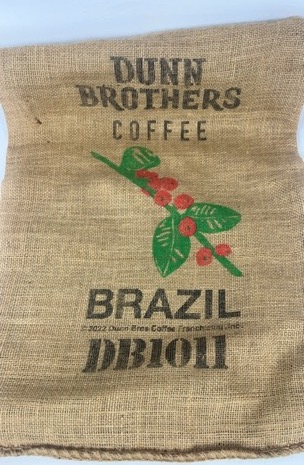 DUNN
BROTHERS
COFFEE
BRAZIL
©2022 Dunn Bros Coffee Franchising, Inc.
DB1011